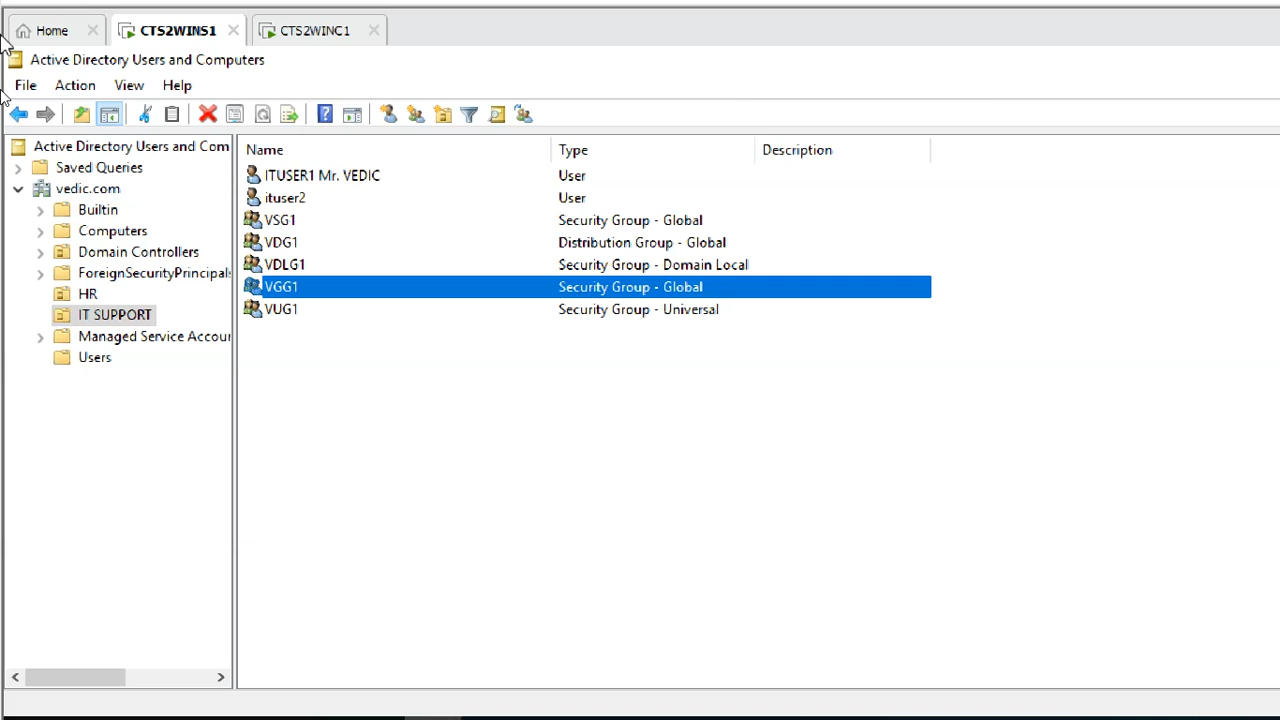 Home CTS2WINS1 CTS2WINC1
Active Directory Users and Computers
File Action View Help
Active Directory Users and Com
Saved Queries
vedic.com
Builtin
Computers
Domain Controllers
ForeignSecurityPrincipals
HR
IT SUPPORT
Managed Service Accour
Users
Name Type Description
ITUSER1 Mr. VEDIC User
ituser2 User
VSG1 Security Group - Global
VDG1 Distribution Group - Global
VDLG1 Security Group - Domain Local
VGG1 Security Group - Global
VUG1 Security Group - Universal